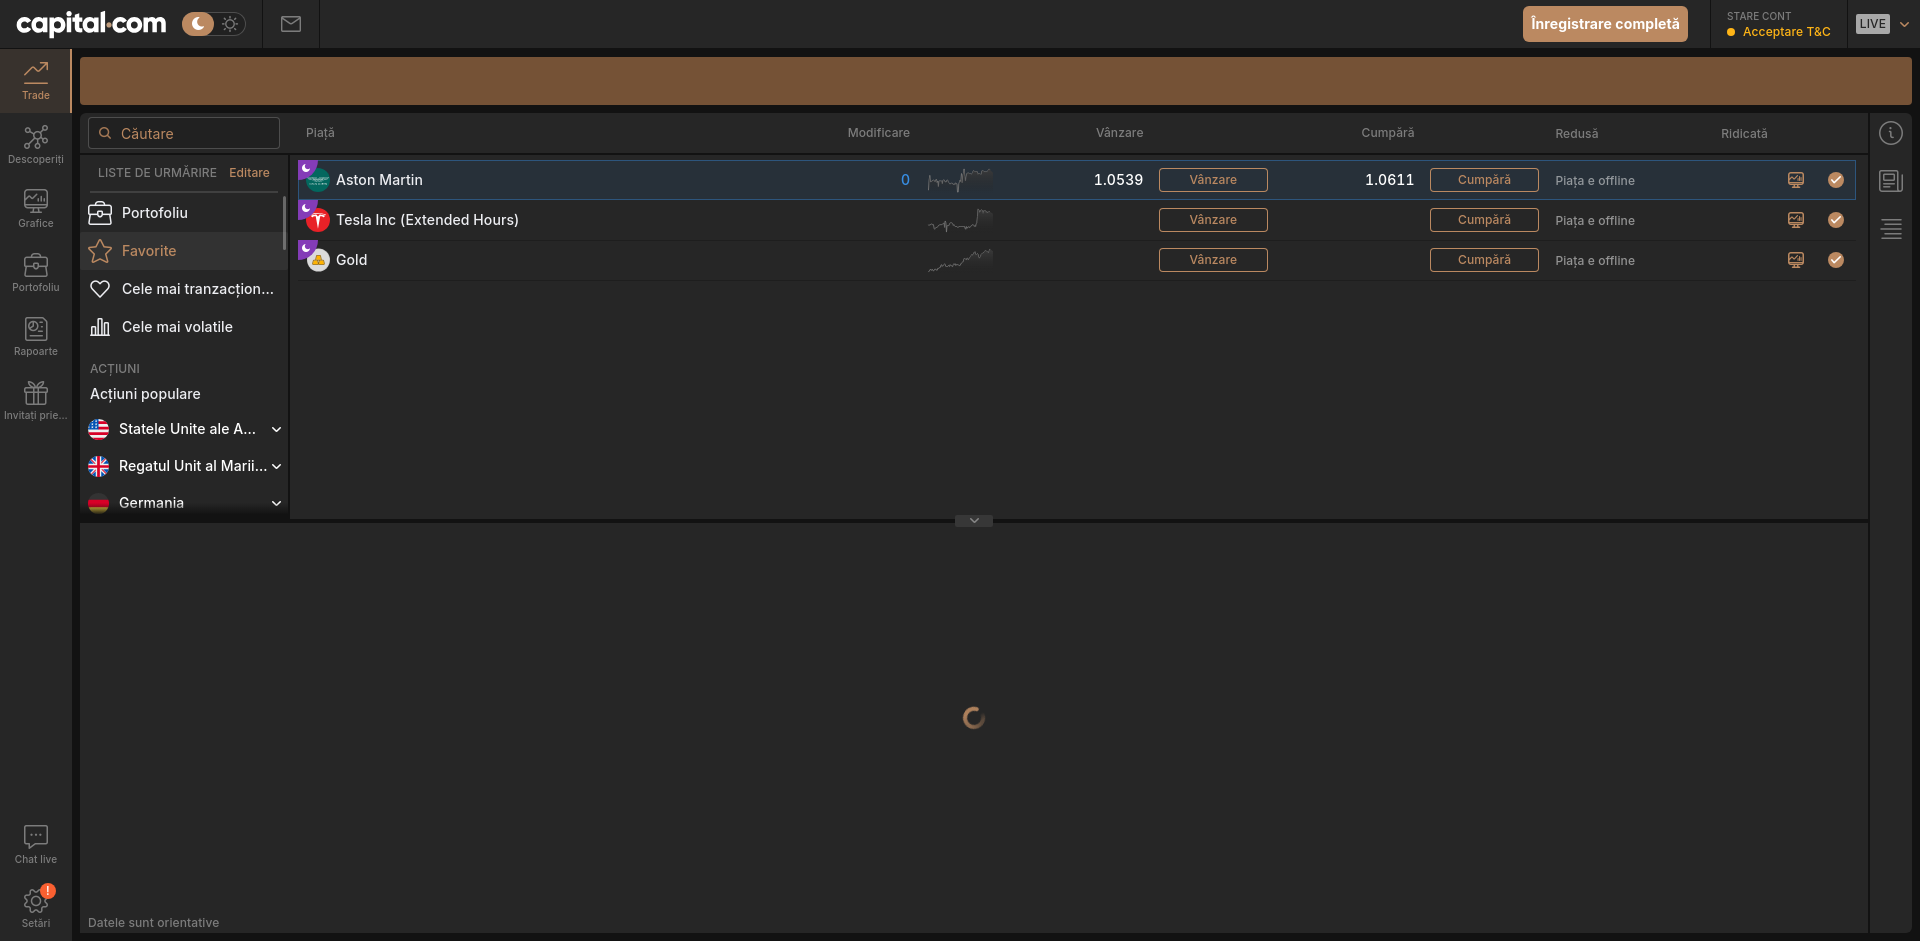 capital.com
Înregistrare completă
STARE CONT
Acceptare T&C
LIVE
Trade
Descoperiți
Grafice
Portofoliu
Rapoarte
Invitați prie...
Chat live
!
Setări
Căutare
Piață
Modificare
Vânzare
Cumpără
Redusă
Ridicată
LISTE DE URMĂRIRE
Editare
Portofoliu
Favorite
Cele mai tranzacțion...
Cele mai volatile
ACȚIUNI
Acțiuni populare
Statele Unite ale A...
Regatul Unit al Marii...
Germania
Aston Martin 0 1.0539 Vânzare 1.0611 Cumpără Piața e offline
Tesla Inc (Extended Hours) Vânzare Cumpără Piața e offline
Gold Vânzare Cumpără Piața e offline
Datele sunt orientative